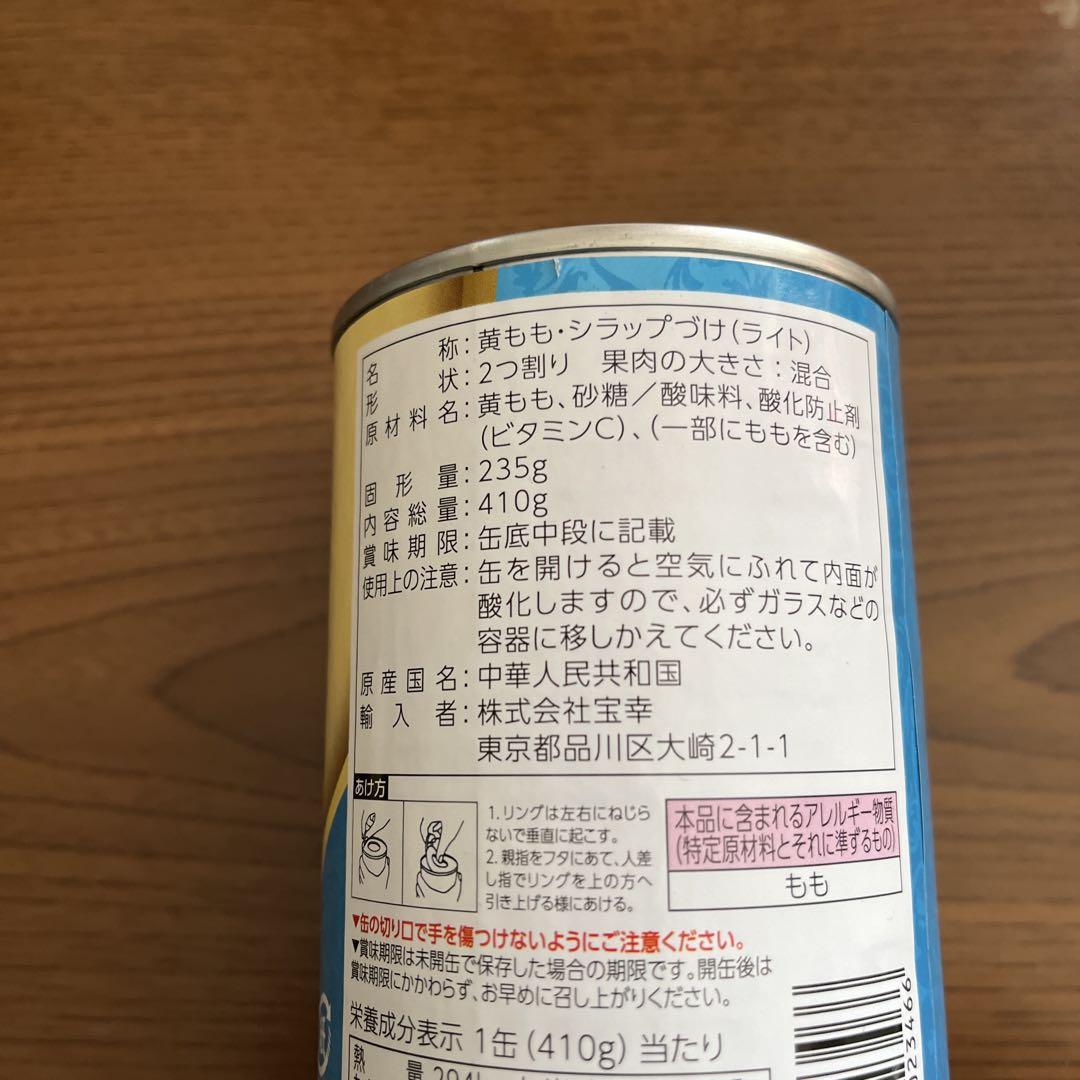 名称：黄もも・シラップづけ（ライト）
形状：2つ割り　果肉の大きさ：混合
原材料名：黄もも、砂糖／酸味料、酸化防止剤
（ビタミンC）、（一部にももを含む）
固形量：235g
内容総量：410g
賞味期限：缶底中段に記載
使用上の注意：缶を開けると空気にふれて内面が
酸化しますので、必ずガラスなどの
容器に移しかえてください。
原産国名：中華人民共和国
輸入者：株式会社宝幸
東京都品川区大崎2-1-1
あけ方
1.リングは左右にねじら
ないで垂直に起こす。
2.親指をフタにあて、人差
し指でリングを上の方へ
引き上げる様にあける。
本品に含まれるアレルギー物質
（特定原材料とそれに準ずるもの）
もも
▼缶の切り口で手を傷つけないようにご注意ください。
▼賞味期限は未開缶で保存した場合の期限です。開缶後は
賞味期限にかかわらず、お早めに召し上がりください。
栄養成分表示 1缶（410g）当たり
熱量
23466